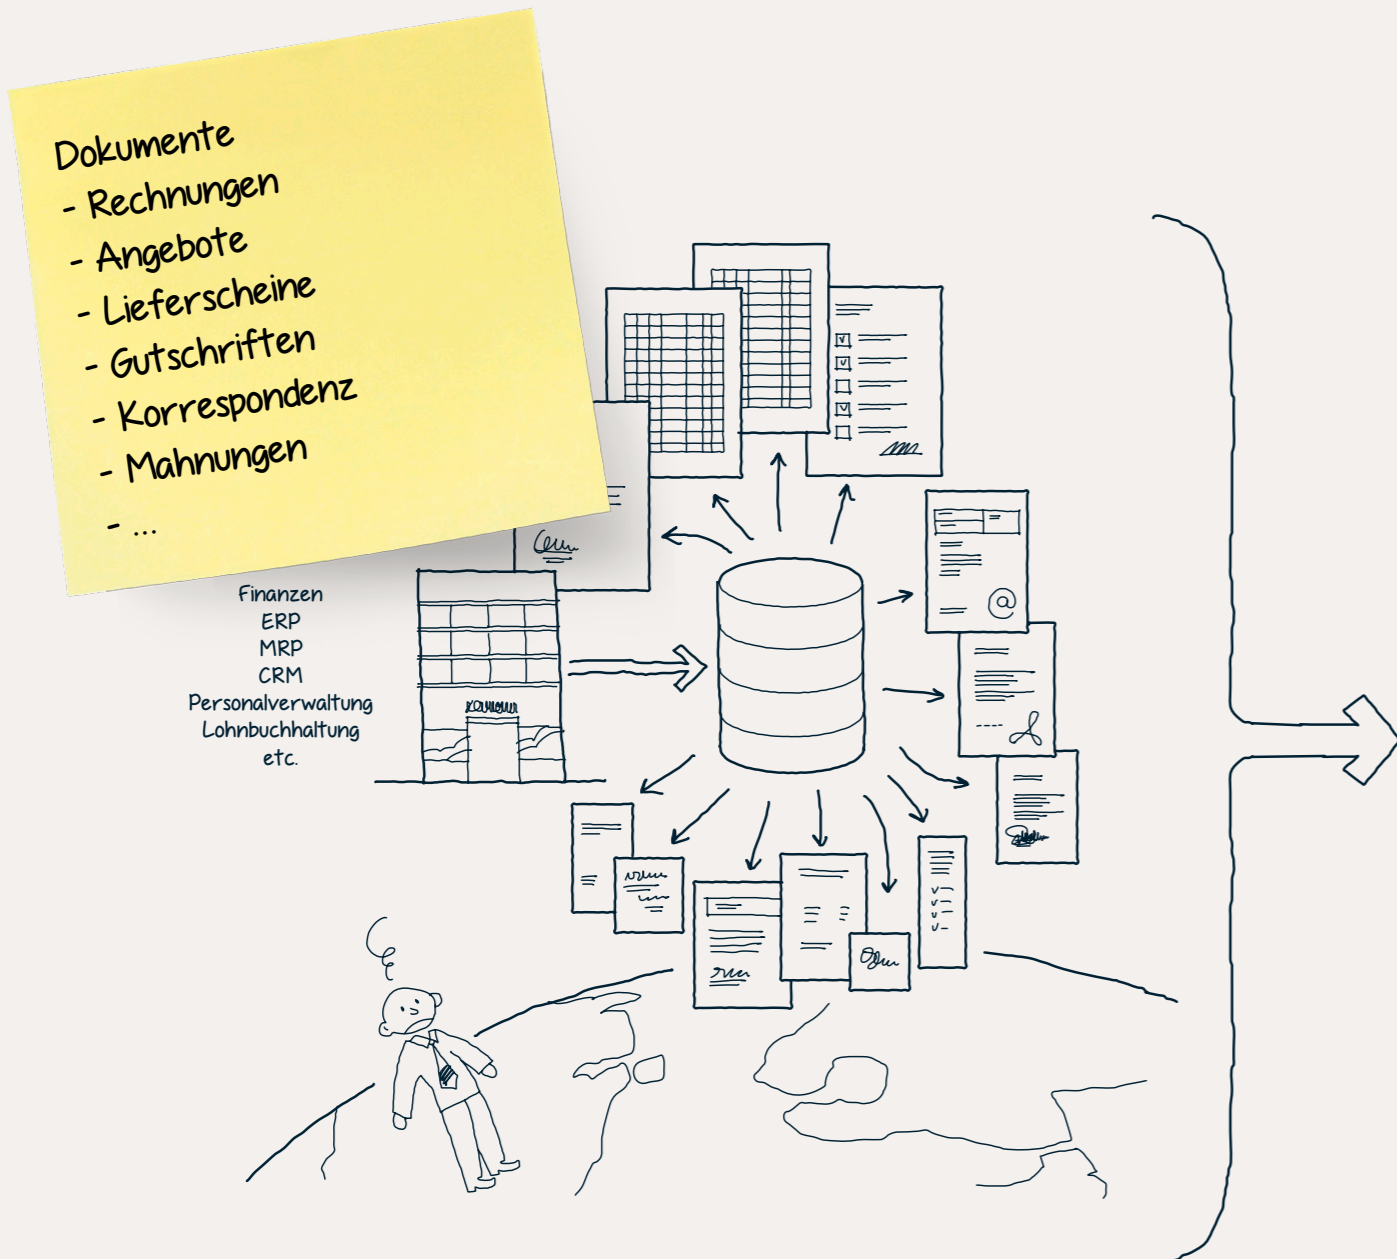 Dokumente
- Rechnungen
- Angebote
- Lieferscheine
- Gutschriften
- Korrespondenz
- Mahnungen
- ...
Finanzen
ERP
MRP
CRM
Personalverwaltung
Lohnbuchhaltung
etc.
@